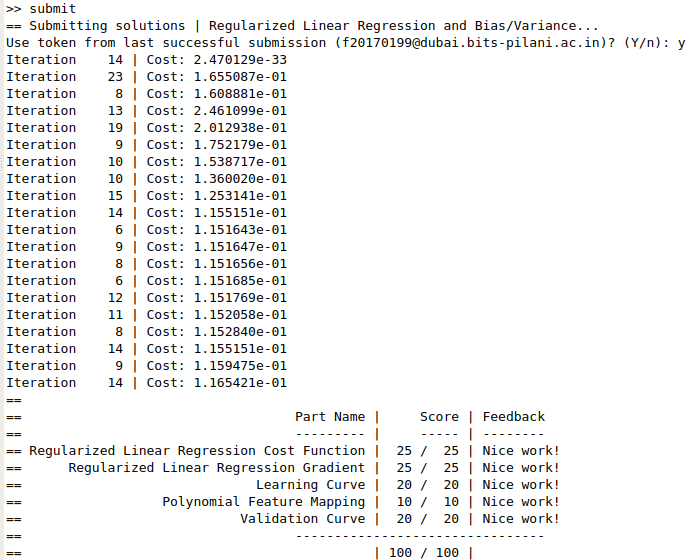 >> submit
== Submitting solutions | Regularized Linear Regression and Bias/Variance...
Use token from last successful submission (f20170199@dubai.bits-pilani.ac.in)? (Y/n): y
Iteration    14 | Cost: 2.470129e-33
Iteration    23 | Cost: 1.655087e-01
Iteration     8 | Cost: 1.608881e-01
Iteration    13 | Cost: 2.461099e-01
Iteration    19 | Cost: 2.012938e-01
Iteration     9 | Cost: 1.752179e-01
Iteration    10 | Cost: 1.538717e-01
Iteration    10 | Cost: 1.360020e-01
Iteration    15 | Cost: 1.253141e-01
Iteration    14 | Cost: 1.155151e-01
Iteration     6 | Cost: 1.151643e-01
Iteration     9 | Cost: 1.151647e-01
Iteration     8 | Cost: 1.151656e-01
Iteration     6 | Cost: 1.151685e-01
Iteration    12 | Cost: 1.151769e-01
Iteration    11 | Cost: 1.152058e-01
Iteration     8 | Cost: 1.152840e-01
Iteration    14 | Cost: 1.155151e-01
Iteration     9 | Cost: 1.159475e-01
Iteration    14 | Cost: 1.165421e-01
==
==                                   Part Name |     Score | Feedback
==                                   --------- |     ----- | --------
== Regularized Linear Regression Cost Function |  25 /  25 | Nice work!
==      Regularized Linear Regression Gradient |  25 /  25 | Nice work!
==                              Learning Curve |  20 /  20 | Nice work!
==                  Polynomial Feature Mapping |  10 /  10 | Nice work!
==                            Validation Curve |  20 /  20 | Nice work!
==                                   --------------------------------
==                                             | 100 / 100 |